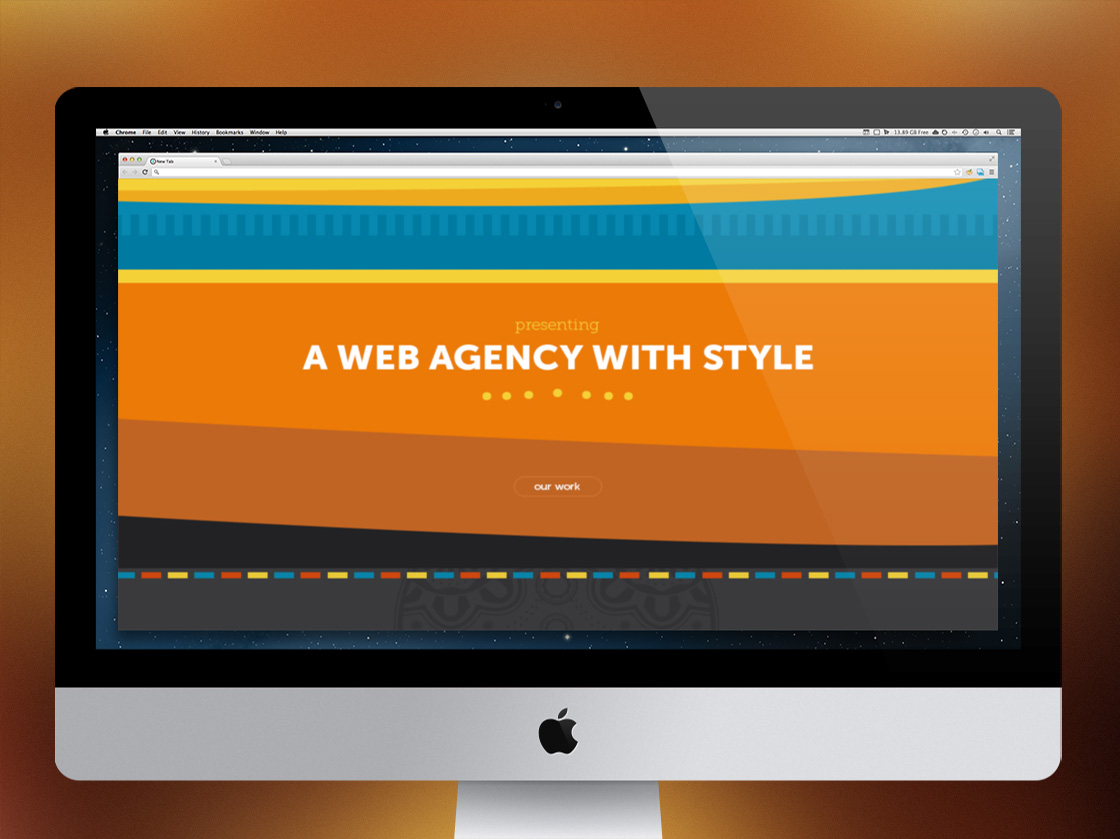 Chrome File Edit View History Bookmarks Window Help
13.89 GB Free
New Tab
presenting
A WEB AGENCY WITH STYLE
our work